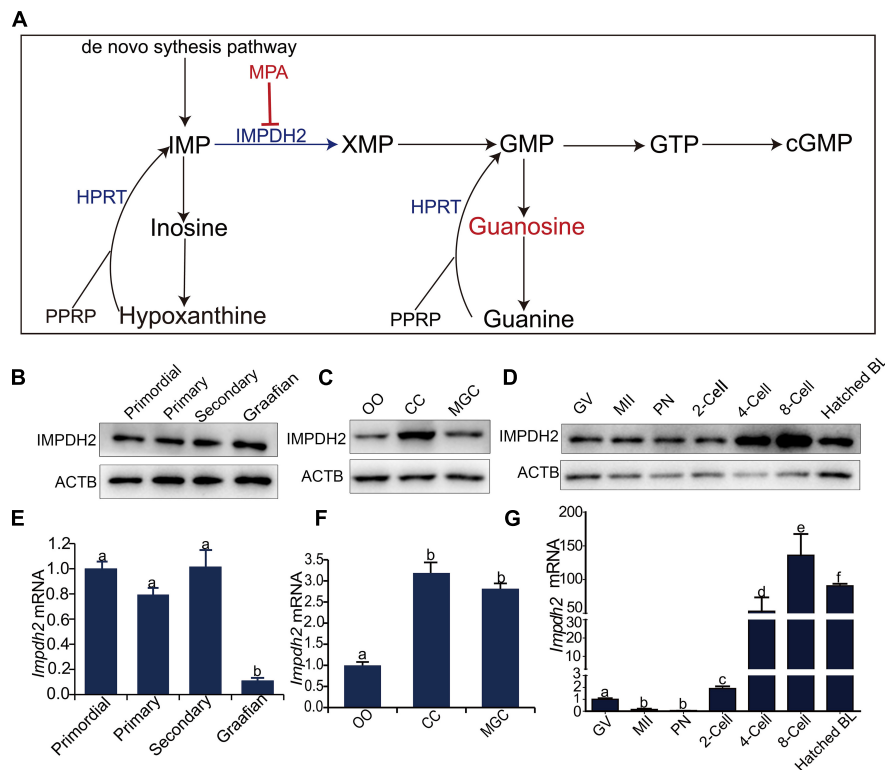 A
de novo sythesis pathway
MPA
IMP IMPDH2 XMP GMP GTP cGMP
HPRT HPRT
Inosine Guanosine
PPRP Hypoxanthine PPRP Guanine
B C D
Primordial Primary Secondary Graafian
OO CC MGC
GV MII PN 2-Cell 4-Cell 8-Cell Hatched BL
IMPDH2 IMPDH2 IMPDH2
ACTB ACTB ACTB
E
Impdh2 mRNA
1.2
1.0
0.8
0.6
0.4
0.2
0.0
a a a b
Primordial Primary Secondary Graafian
F
Impdh2 mRNA
3.5
3.0
2.5
2.0
1.5
1.0
0.5
0.0
a b b
OO CC MGC
G
Impdh2 mRNA
200
150
100
50
30
20
10
3
2
1
0
a b b c d e f
GV MII PN 2-Cell 4-Cell 8-Cell Hatched BL